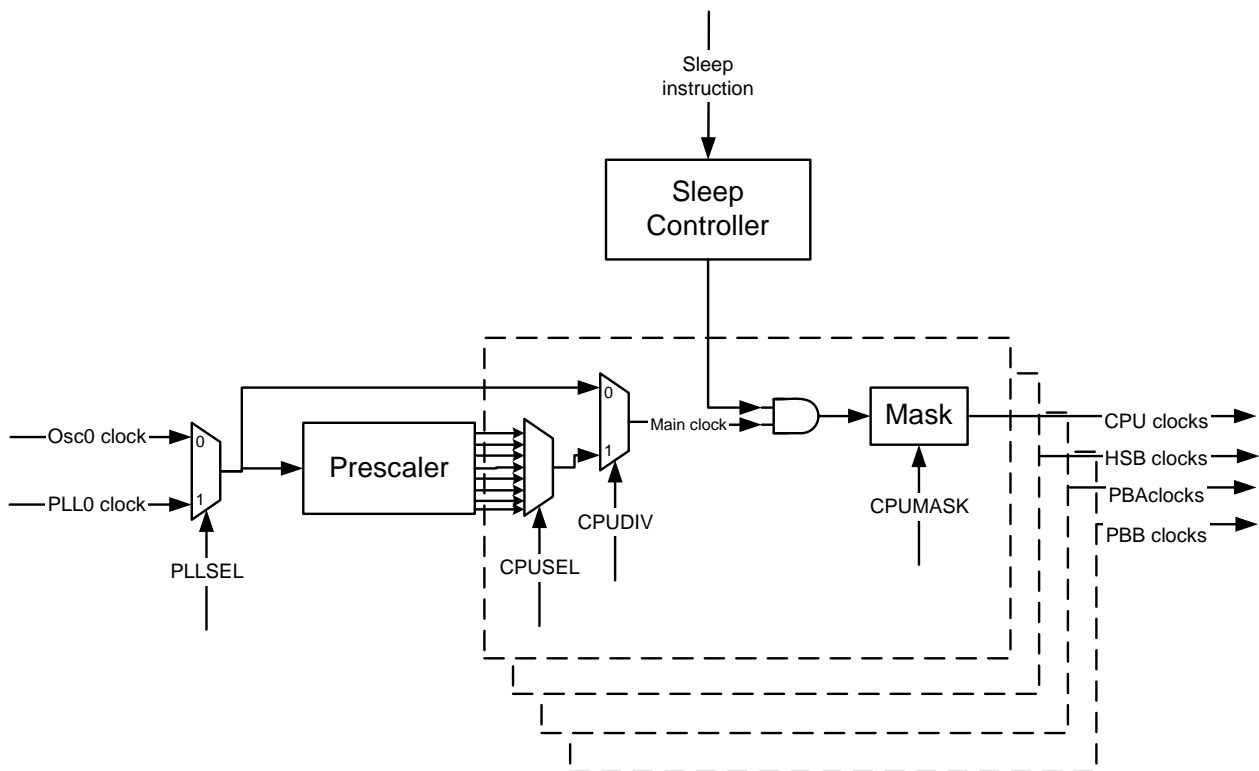 Sleep
instruction
Sleep
Controller
0
Osc0 clock
0
Main clock
Mask
CPU clocks
1
HSB clocks
Prescaler
PLL0 clock
1
CPUDIV
CPUMASK
PBAclocks
PBB clocks
PLLSEL
CPUSEL